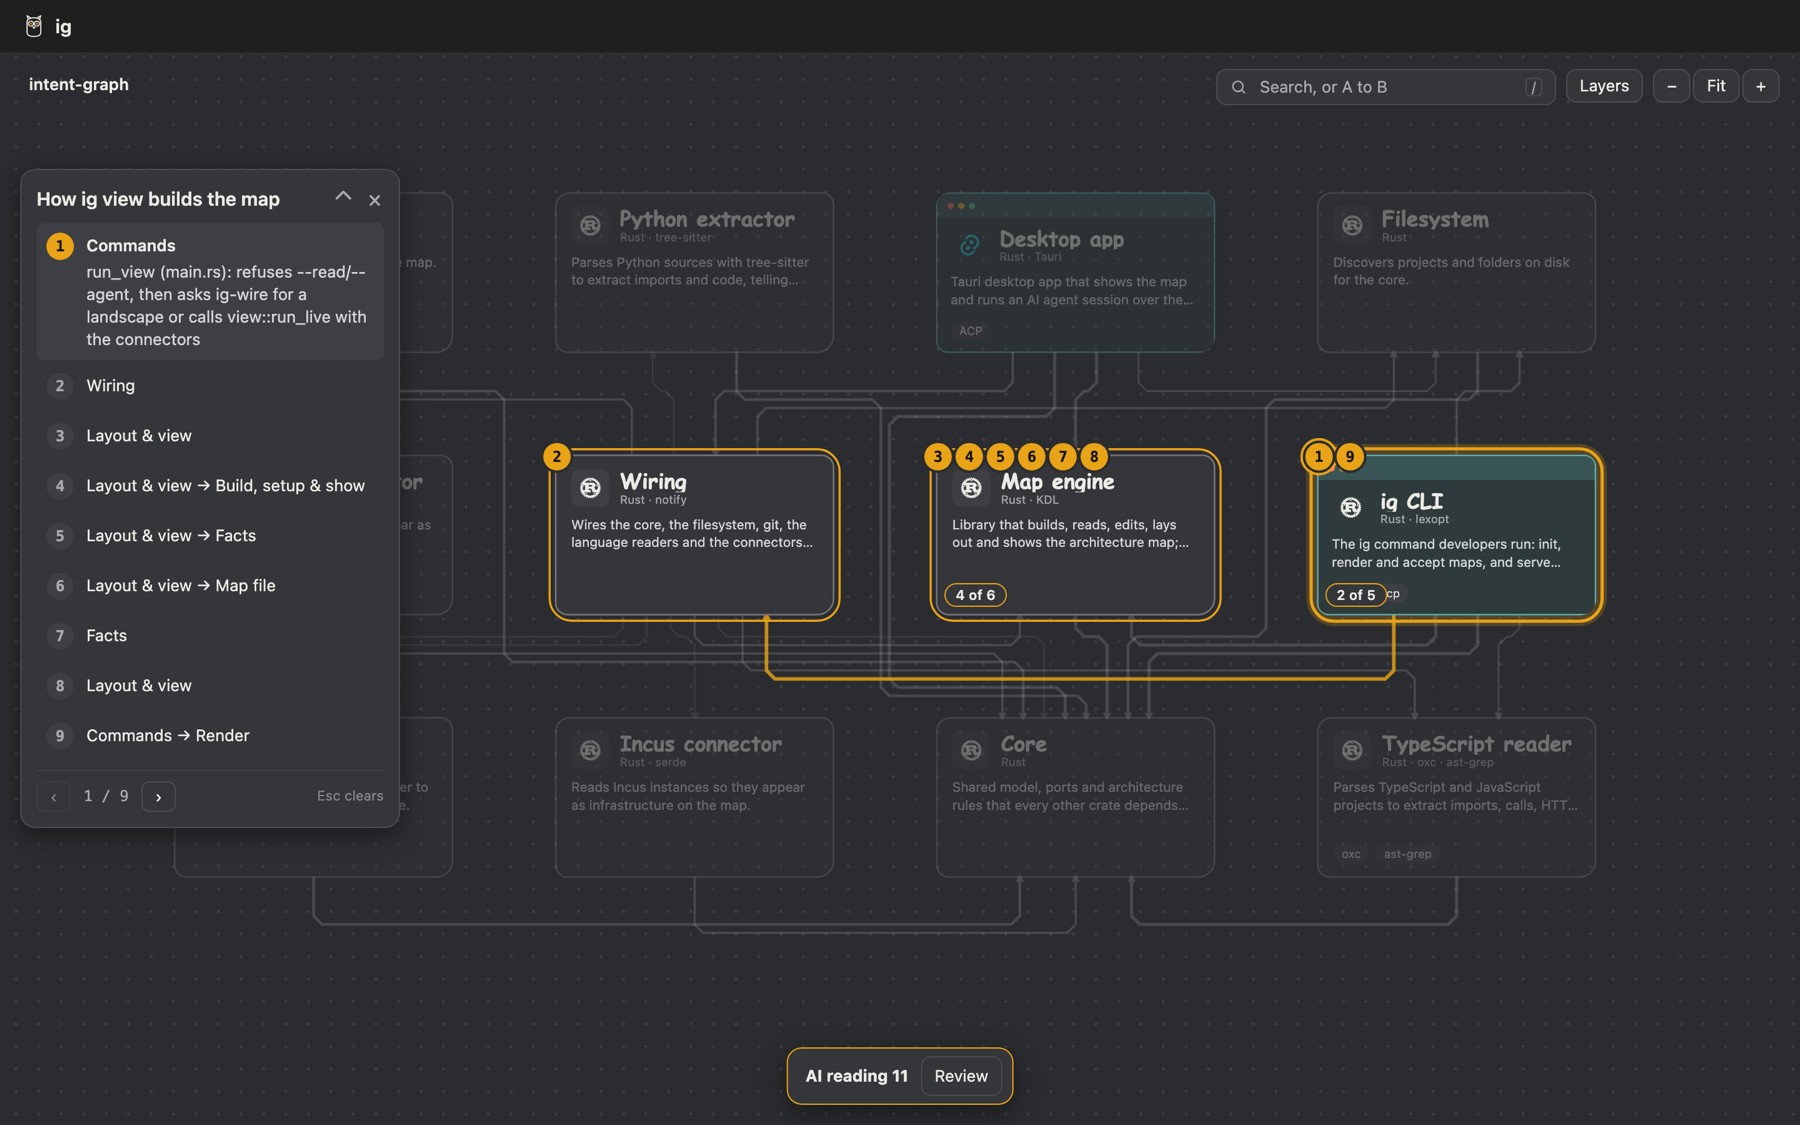 ig
intent-graph
Search, or A to B
/
Layers
−
Fit
+
How ig view builds the map
1
Commands
run_view (main.rs): refuses --read/--
agent, then asks ig-wire for a
landscape or calls view::run_live with
the connectors
2
Wiring
3
Layout & view
4
Layout & view → Build, setup & show
5
Layout & view → Facts
6
Layout & view → Map file
7
Facts
8
Layout & view
9
Commands → Render
‹
1 / 9
›
Esc clears
map.
Python extractor
Rust · tree-sitter
Parses Python sources with tree-sitter
to extract imports and code, telling...
Desktop app
Rust · Tauri
Tauri desktop app that shows the map
and runs an AI agent session over the...
ACP
Filesystem
Rust
Discovers projects and folders on disk
for the core.
or
ar as
2
Wiring
Rust · notify
Wires the core, the filesystem, git, the
language readers and the connectors...
3 4 5 6 7 8
Map engine
Rust · KDL
Library that builds, reads, edits, lays
out and shows the architecture map;...
4 of 6
1 9
ig CLI
Rust · lexopt
The ig command developers run: init,
render and accept maps, and serve...
2 of 5
cp
er to
e.
Incus connector
Rust · serde
Reads Incus instances so they appear
as infrastructure on the map.
Core
Rust
Shared model, ports and architecture
rules that every other crate depends...
TypeScript reader
Rust · oxc · ast-grep
Parses TypeScript and JavaScript
projects to extract imports, calls, HTT...
oxc
ast-grep
AI reading 11
Review